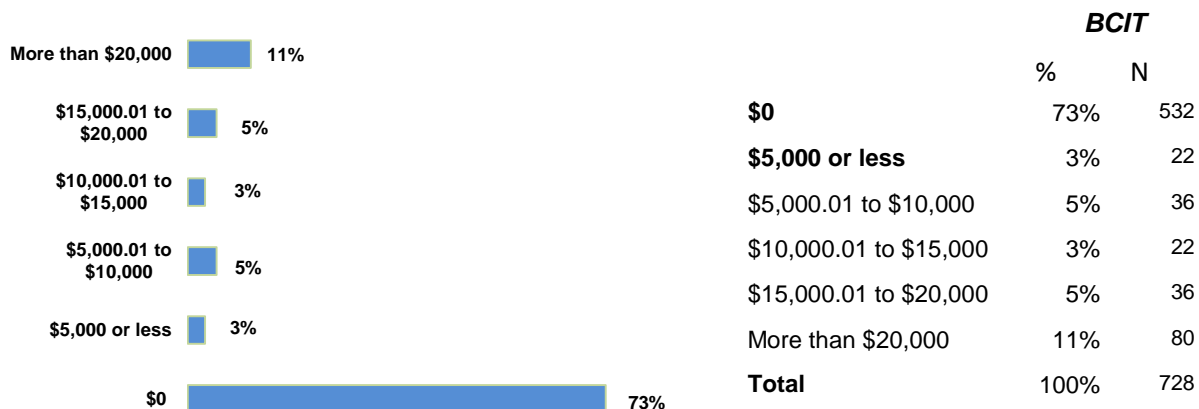 More than $20,000 11%
$15,000.01 to
$20,000 5%
$10,000.01 to
$15,000 3%
$5,000.01 to
$10,000 5%
$5,000 or less 3%
$0 73%
BCIT
% N
$0 73% 532
$5,000 or less 3% 22
$5,000.01 to $10,000 5% 36
$10,000.01 to $15,000 3% 22
$15,000.01 to $20,000 5% 36
More than $20,000 11% 80
Total 100% 728